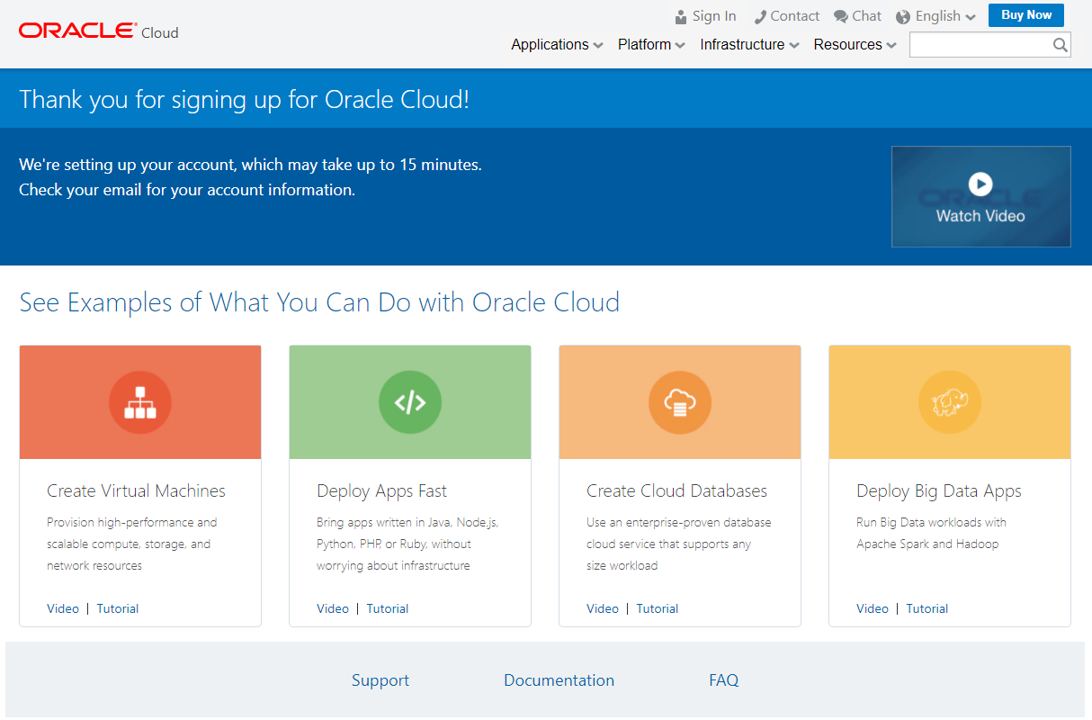 ORACLE Cloud
Sign In Contact Chat English Buy Now
Applications Platform Infrastructure Resources
Thank you for signing up for Oracle Cloud!
We're setting up your account, which may take up to 15 minutes.
Check your email for your account information.
ORACLE
Watch Video
See Examples of What You Can Do with Oracle Cloud
</>
Create Virtual Machines
Provision high-performance and
scalable compute, storage, and
network resources
Video | Tutorial
Deploy Apps Fast
Bring apps written in Java, Node.js,
Python, PHP, or Ruby, without
worrying about infrastructure
Video | Tutorial
Create Cloud Databases
Use an enterprise-proven database
cloud service that supports any
size workload
Video | Tutorial
Deploy Big Data Apps
Run Big Data workloads with
Apache Spark and Hadoop
Video | Tutorial
Support Documentation FAQ